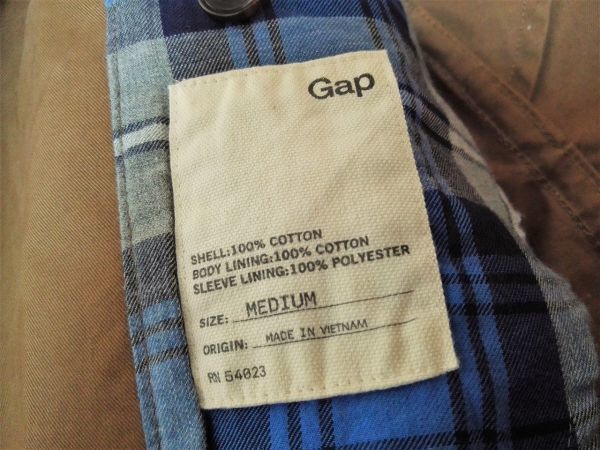 Gap
SHELL:100% COTTON
BODY LINING:100% COTTON
SLEEVE LINING:100% POLYESTER
SIZE: MEDIUM
ORIGIN: MADE IN VIETNAM
RN 54023